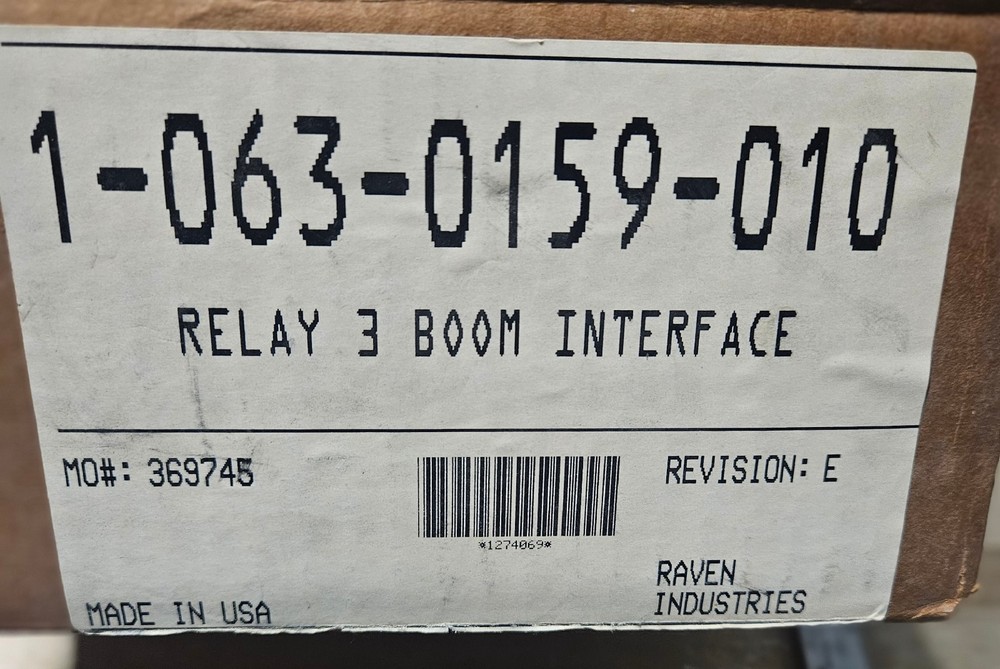 1-063-0159-010
RELAY 3 BOOM INTERFACE
MO#: 369745
REVISION: E
*1274069*
RAVEN
INDUSTRIES
MADE IN USA